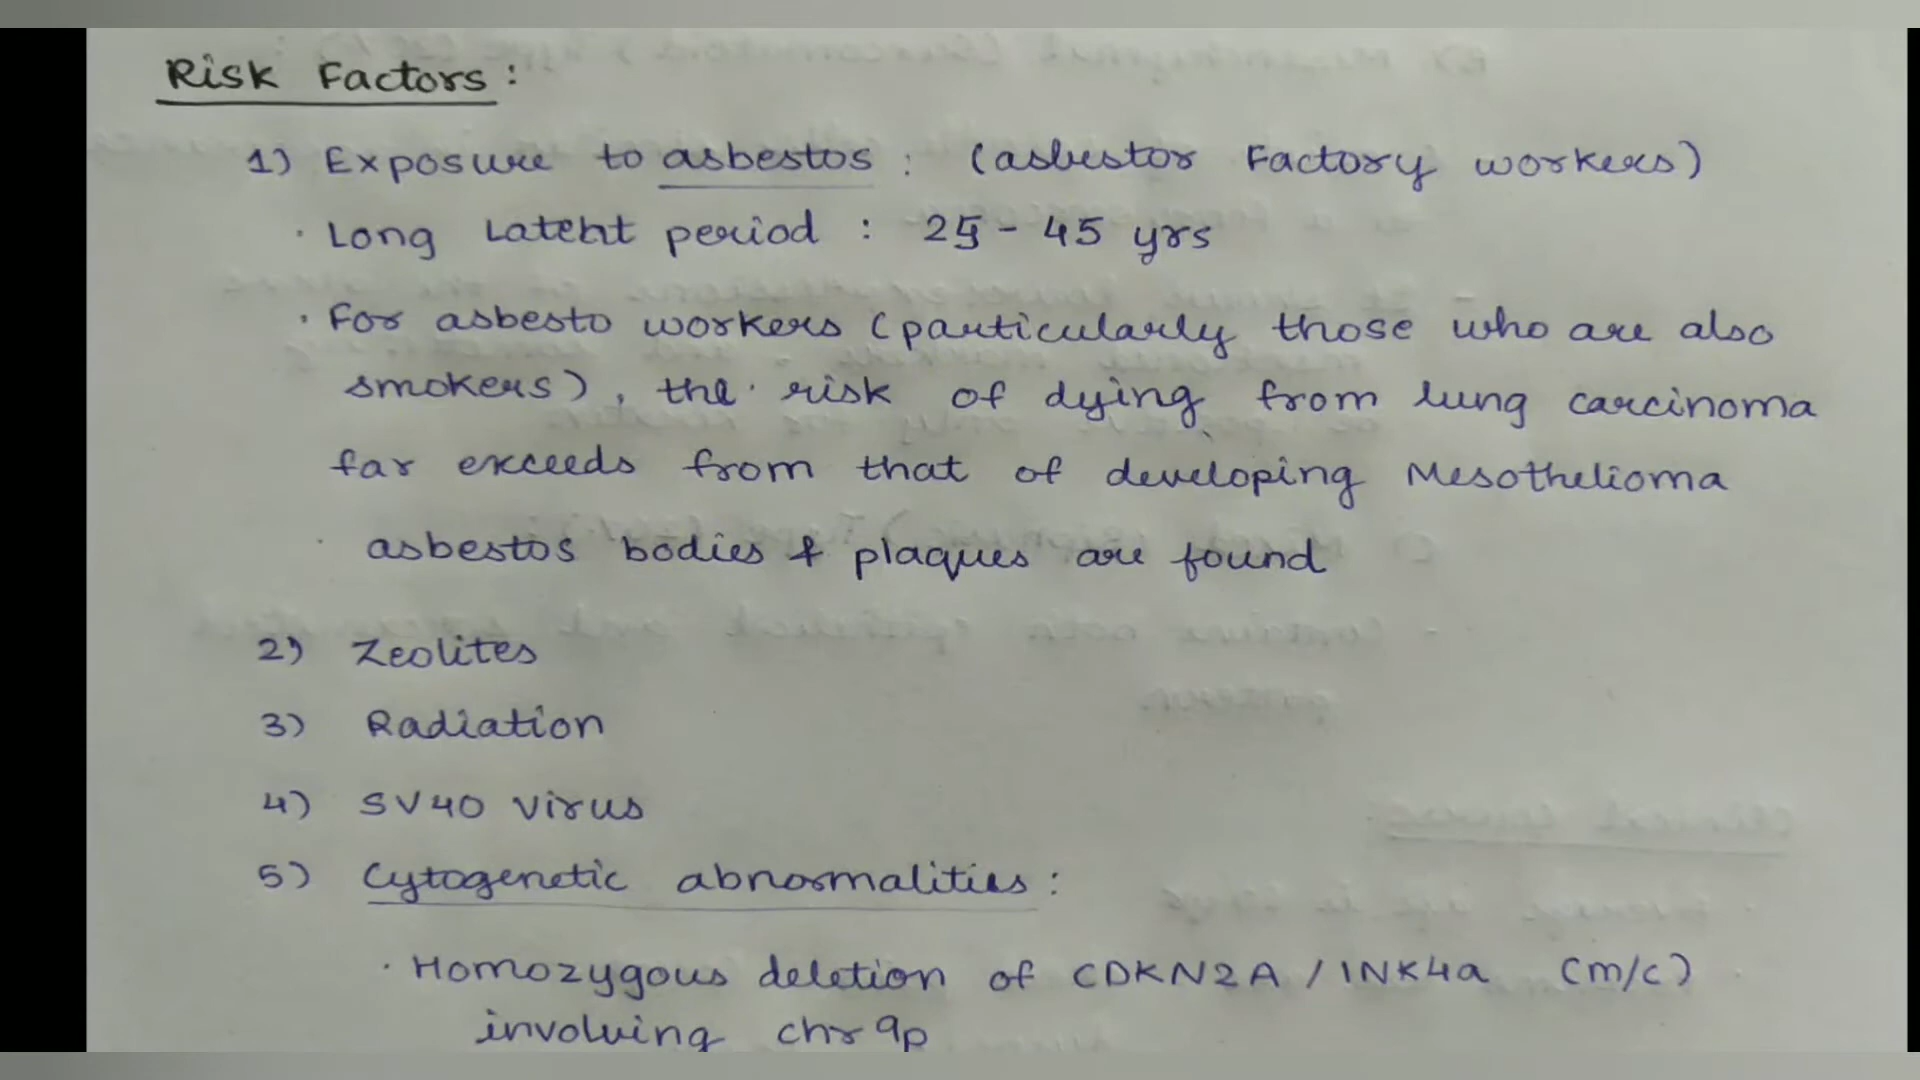 Risk Factors :
1) Exposure to asbestos : (asbestor Factory workers)
· Long Latent period : 25 - 45 yrs
· For asbesto workers (particularly those who are also
smokers), the risk of dying from lung carcinoma
far exceeds from that of developing Mesothelioma
· asbestos bodies & plaques are found
2) Zeolites
3) Radiation
4) SV40 Virus
5) Cytogenetic abnormalities :
· Homozygous deletion of CDKN2A / INK4a (m/c)
involving chr 9p